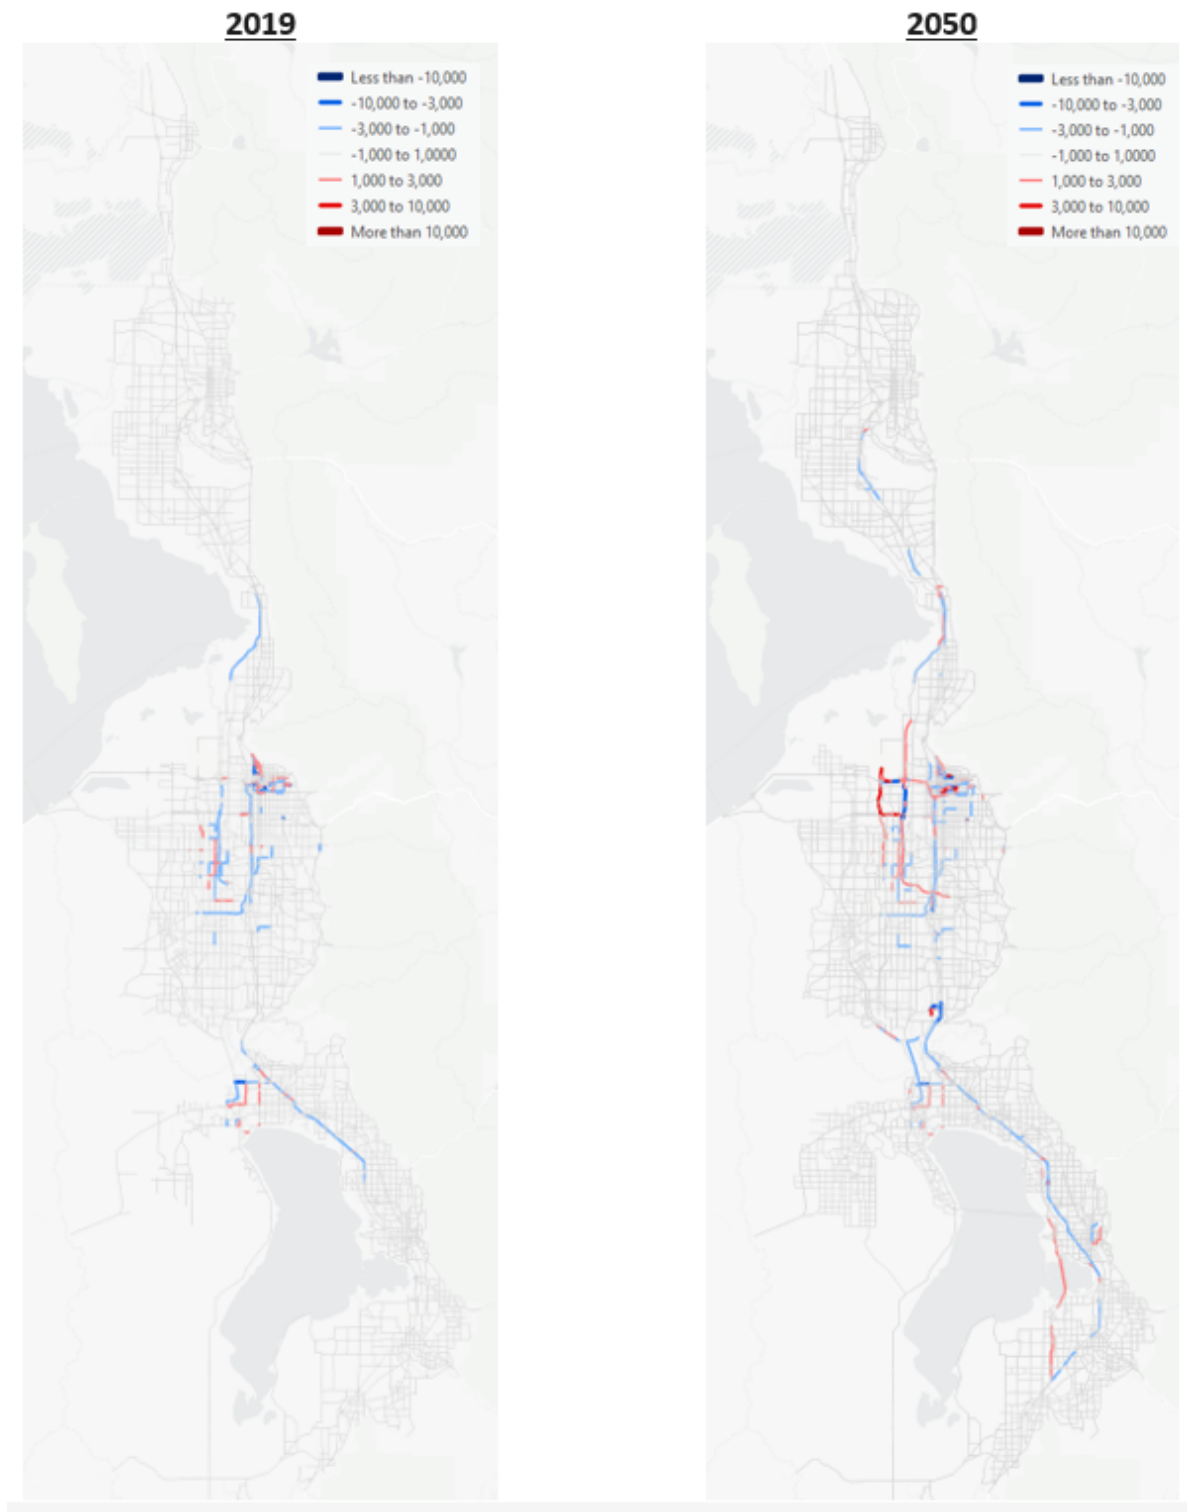 2019
Less than -10,000
-10,000 to -3,000
-3,000 to -1,000
-1,000 to 1,0000
1,000 to 3,000
3,000 to 10,000
More than 10,000
2050
Less than -10,000
-10,000 to -3,000
-3,000 to -1,000
-1,000 to 1,0000
1,000 to 3,000
3,000 to 10,000
More than 10,000